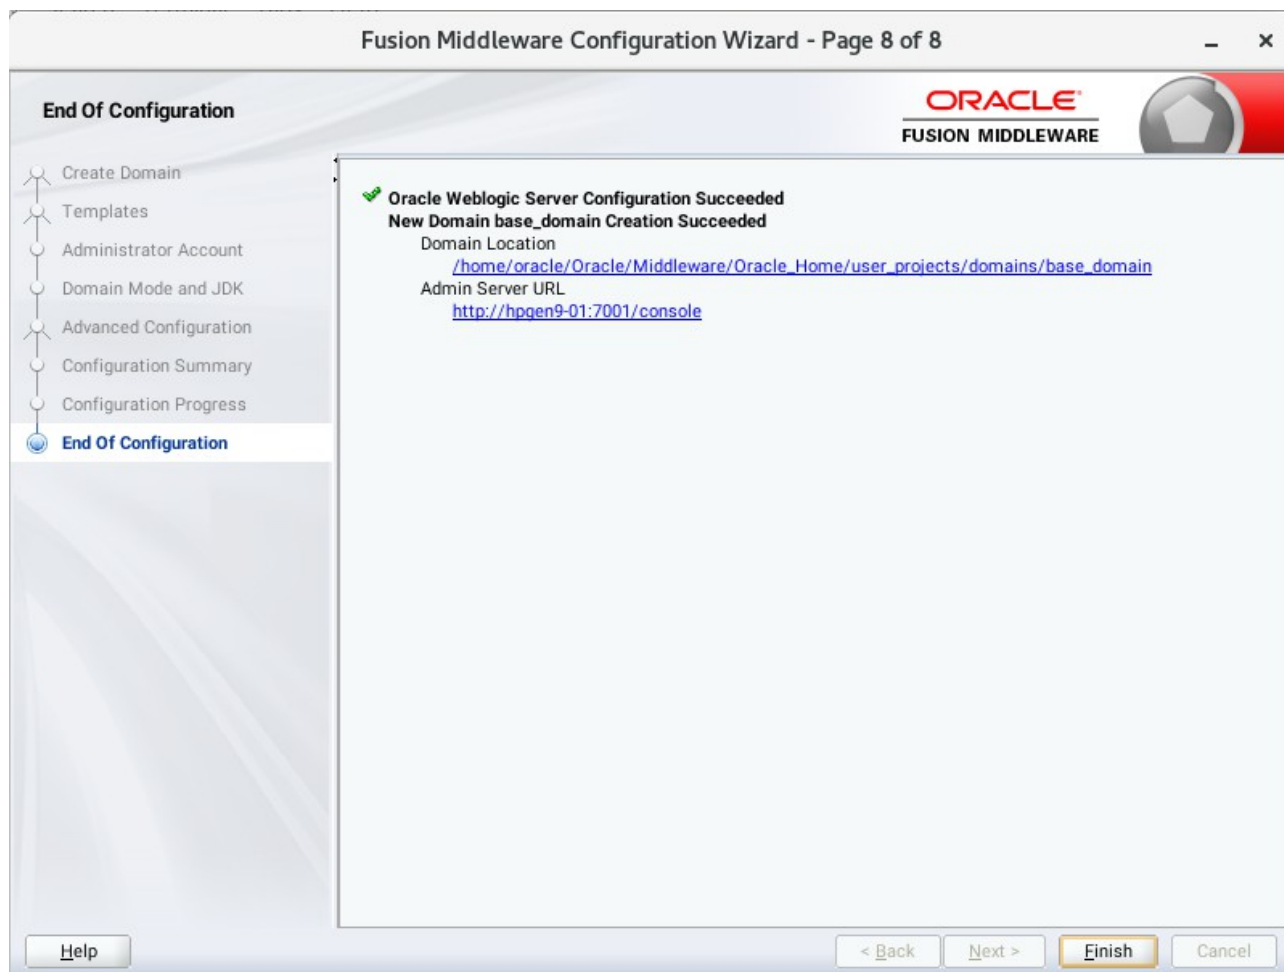 Fusion Middleware Configuration Wizard - Page 8 of 8
End Of Configuration
ORACLE
FUSION MIDDLEWARE
Create Domain
Templates
Administrator Account
Domain Mode and JDK
Advanced Configuration
Configuration Summary
Configuration Progress
End Of Configuration
Oracle Weblogic Server Configuration Succeeded
New Domain base_domain Creation Succeeded
Domain Location
/home/oracle/Oracle/Middleware/Oracle_Home/user_projects/domains/base_domain
Admin Server URL
http://hpgen9-01:7001/console
Help
< Back
Next >
Finish
Cancel